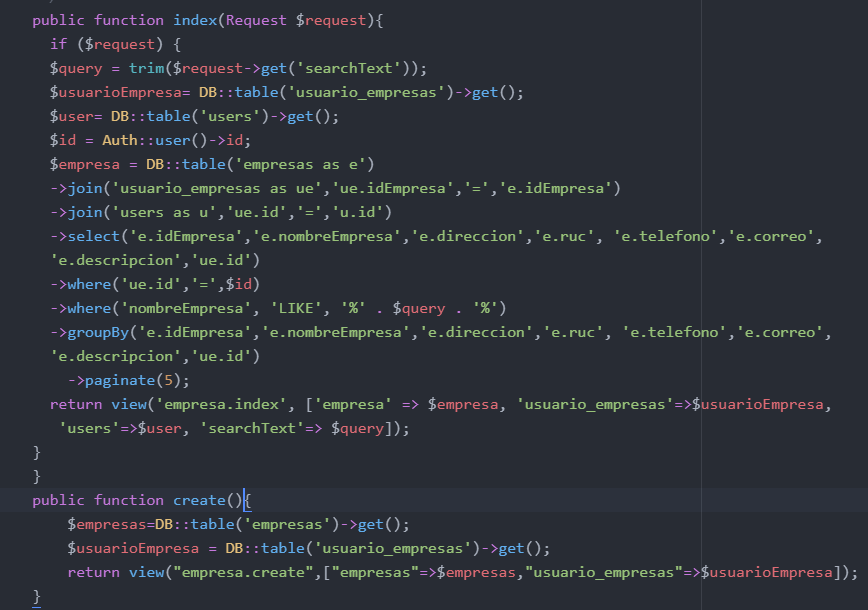 public function index(Request $request){
if ($request) {
$query = trim($request->get('searchText'));
$usuarioEmpresa= DB::table('usuario_empresas')->get();
$user= DB::table('users')->get();
$id = Auth::user()->id;
$empresa = DB::table('empresas as e')
->join('usuario_empresas as ue','ue.idEmpresa','=','e.idEmpresa')
->join('users as u','ue.id','=','u.id')
->select('e.idEmpresa','e.nombreEmpresa','e.direccion','e.ruc', 'e.telefono','e.correo',
'e.descripcion','ue.id')
->where('ue.id','=',$id)
->where('nombreEmpresa', 'LIKE', '%' . $query . '%')
->groupBy('e.idEmpresa','e.nombreEmpresa','e.direccion','e.ruc', 'e.telefono','e.correo',
'e.descripcion','ue.id')
->paginate(5);
return view('empresa.index', ['empresa' => $empresa, 'usuario_empresas'=>$usuarioEmpresa,
'users'=>$user, 'searchText'=> $query]);
}
}
public function create(){
$empresas=DB::table('empresas')->get();
$usuarioEmpresa = DB::table('usuario_empresas')->get();
return view("empresa.create",["empresas"=>$empresas,"usuario_empresas"=>$usuarioEmpresa]);
}